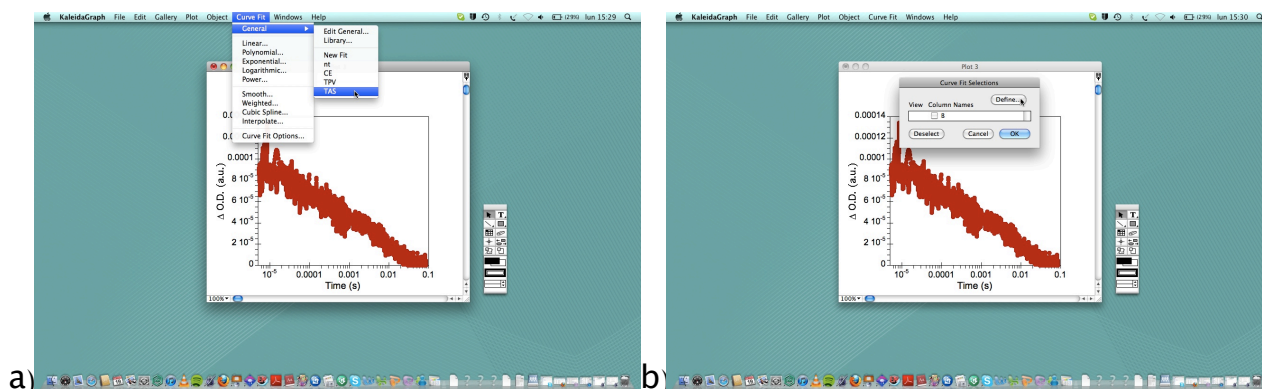 KaleidaGraph File Edit Gallery Plot Object Curve Fit Windows Help (29%) lun 15:29
General
Linear...
Polynomial...
Exponential...
Logarithmic...
Power...
Smooth...
Weighted...
Cubic Spline...
Interpolate...
Curve Fit Options...
Edit General...
Library...
New Fit
nt
CE
TPV
TAS
0.0001
8 10⁻⁵
6 10⁻⁵
4 10⁻⁵
2 10⁻⁵
0
Δ O.D. (a.u.)
10⁻⁵ 0.0001 0.001 0.01 0.1
Time (s)
100%
T
a)
KaleidaGraph File Edit Gallery Plot Object Curve Fit Windows Help (29%) lun 15:30
Plot 3
Curve Fit Selections
Define...
View Column Names
B
Deselect Cancel OK
0.00014
0.00012
0.0001
8 10⁻⁵
6 10⁻⁵
4 10⁻⁵
2 10⁻⁵
0
Δ O.D. (a.u.)
10⁻⁵ 0.0001 0.001 0.01 0.1
Time (s)
100%
T
b)